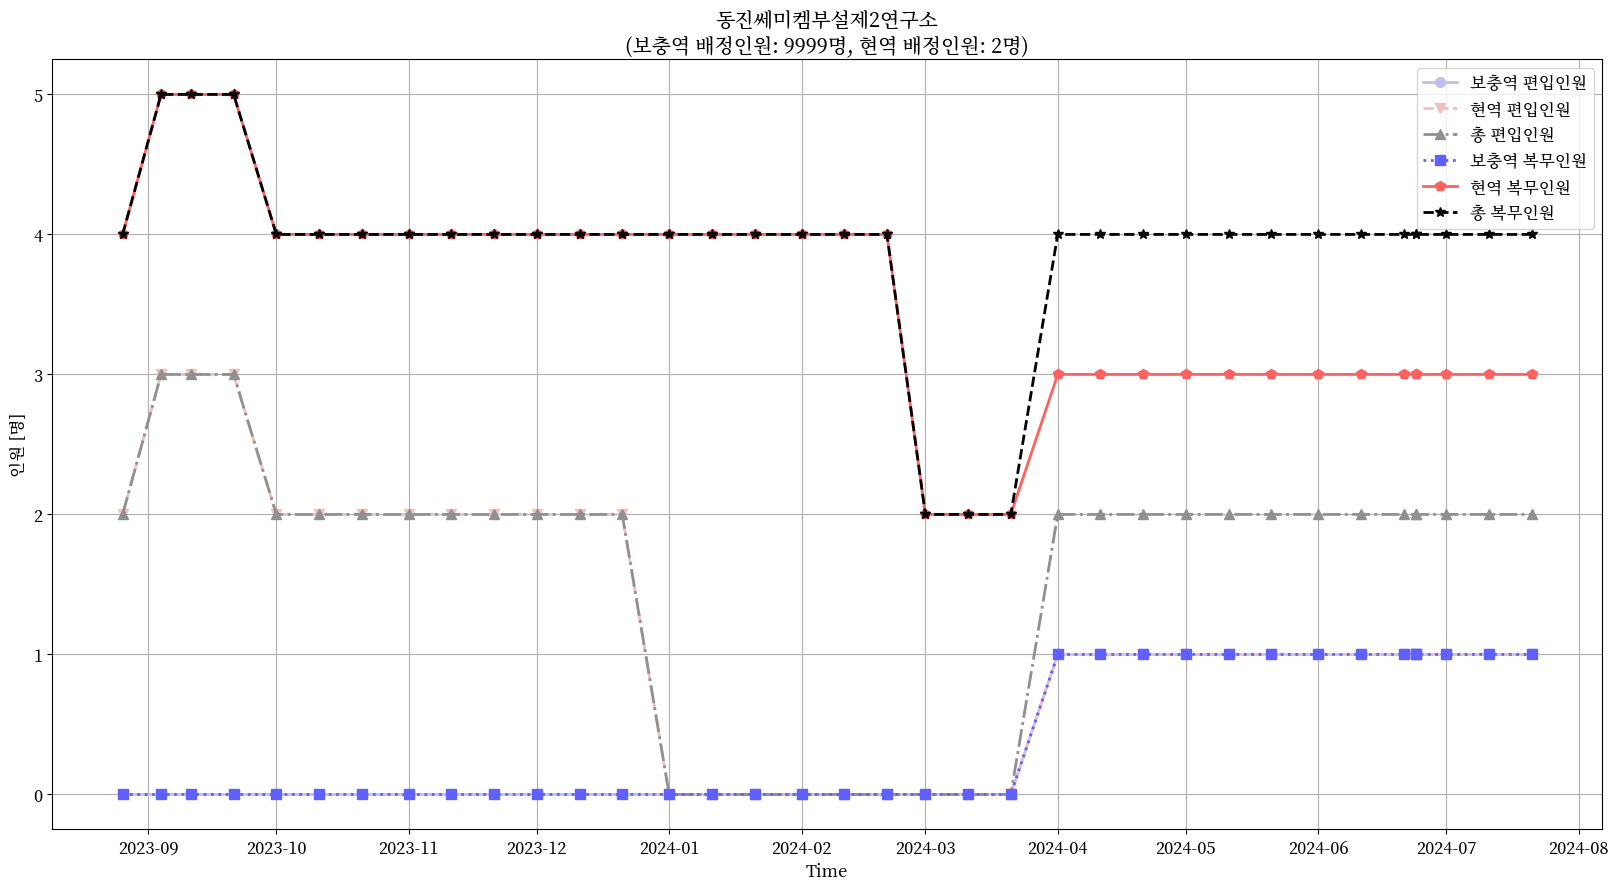 동진쎄미켐부설제2연구소
(보충역 배정인원: 9999명, 현역 배정인원: 2명)
보충역 편입인원
현역 편입인원
총 편입인원
보충역 복무인원
현역 복무인원
총 복무인원
인원 [명]
5
4
3
2
1
0
2023-09
2023-10
2023-11
2023-12
2024-01
2024-02
2024-03
2024-04
2024-05
2024-06
2024-07
2024-08
Time